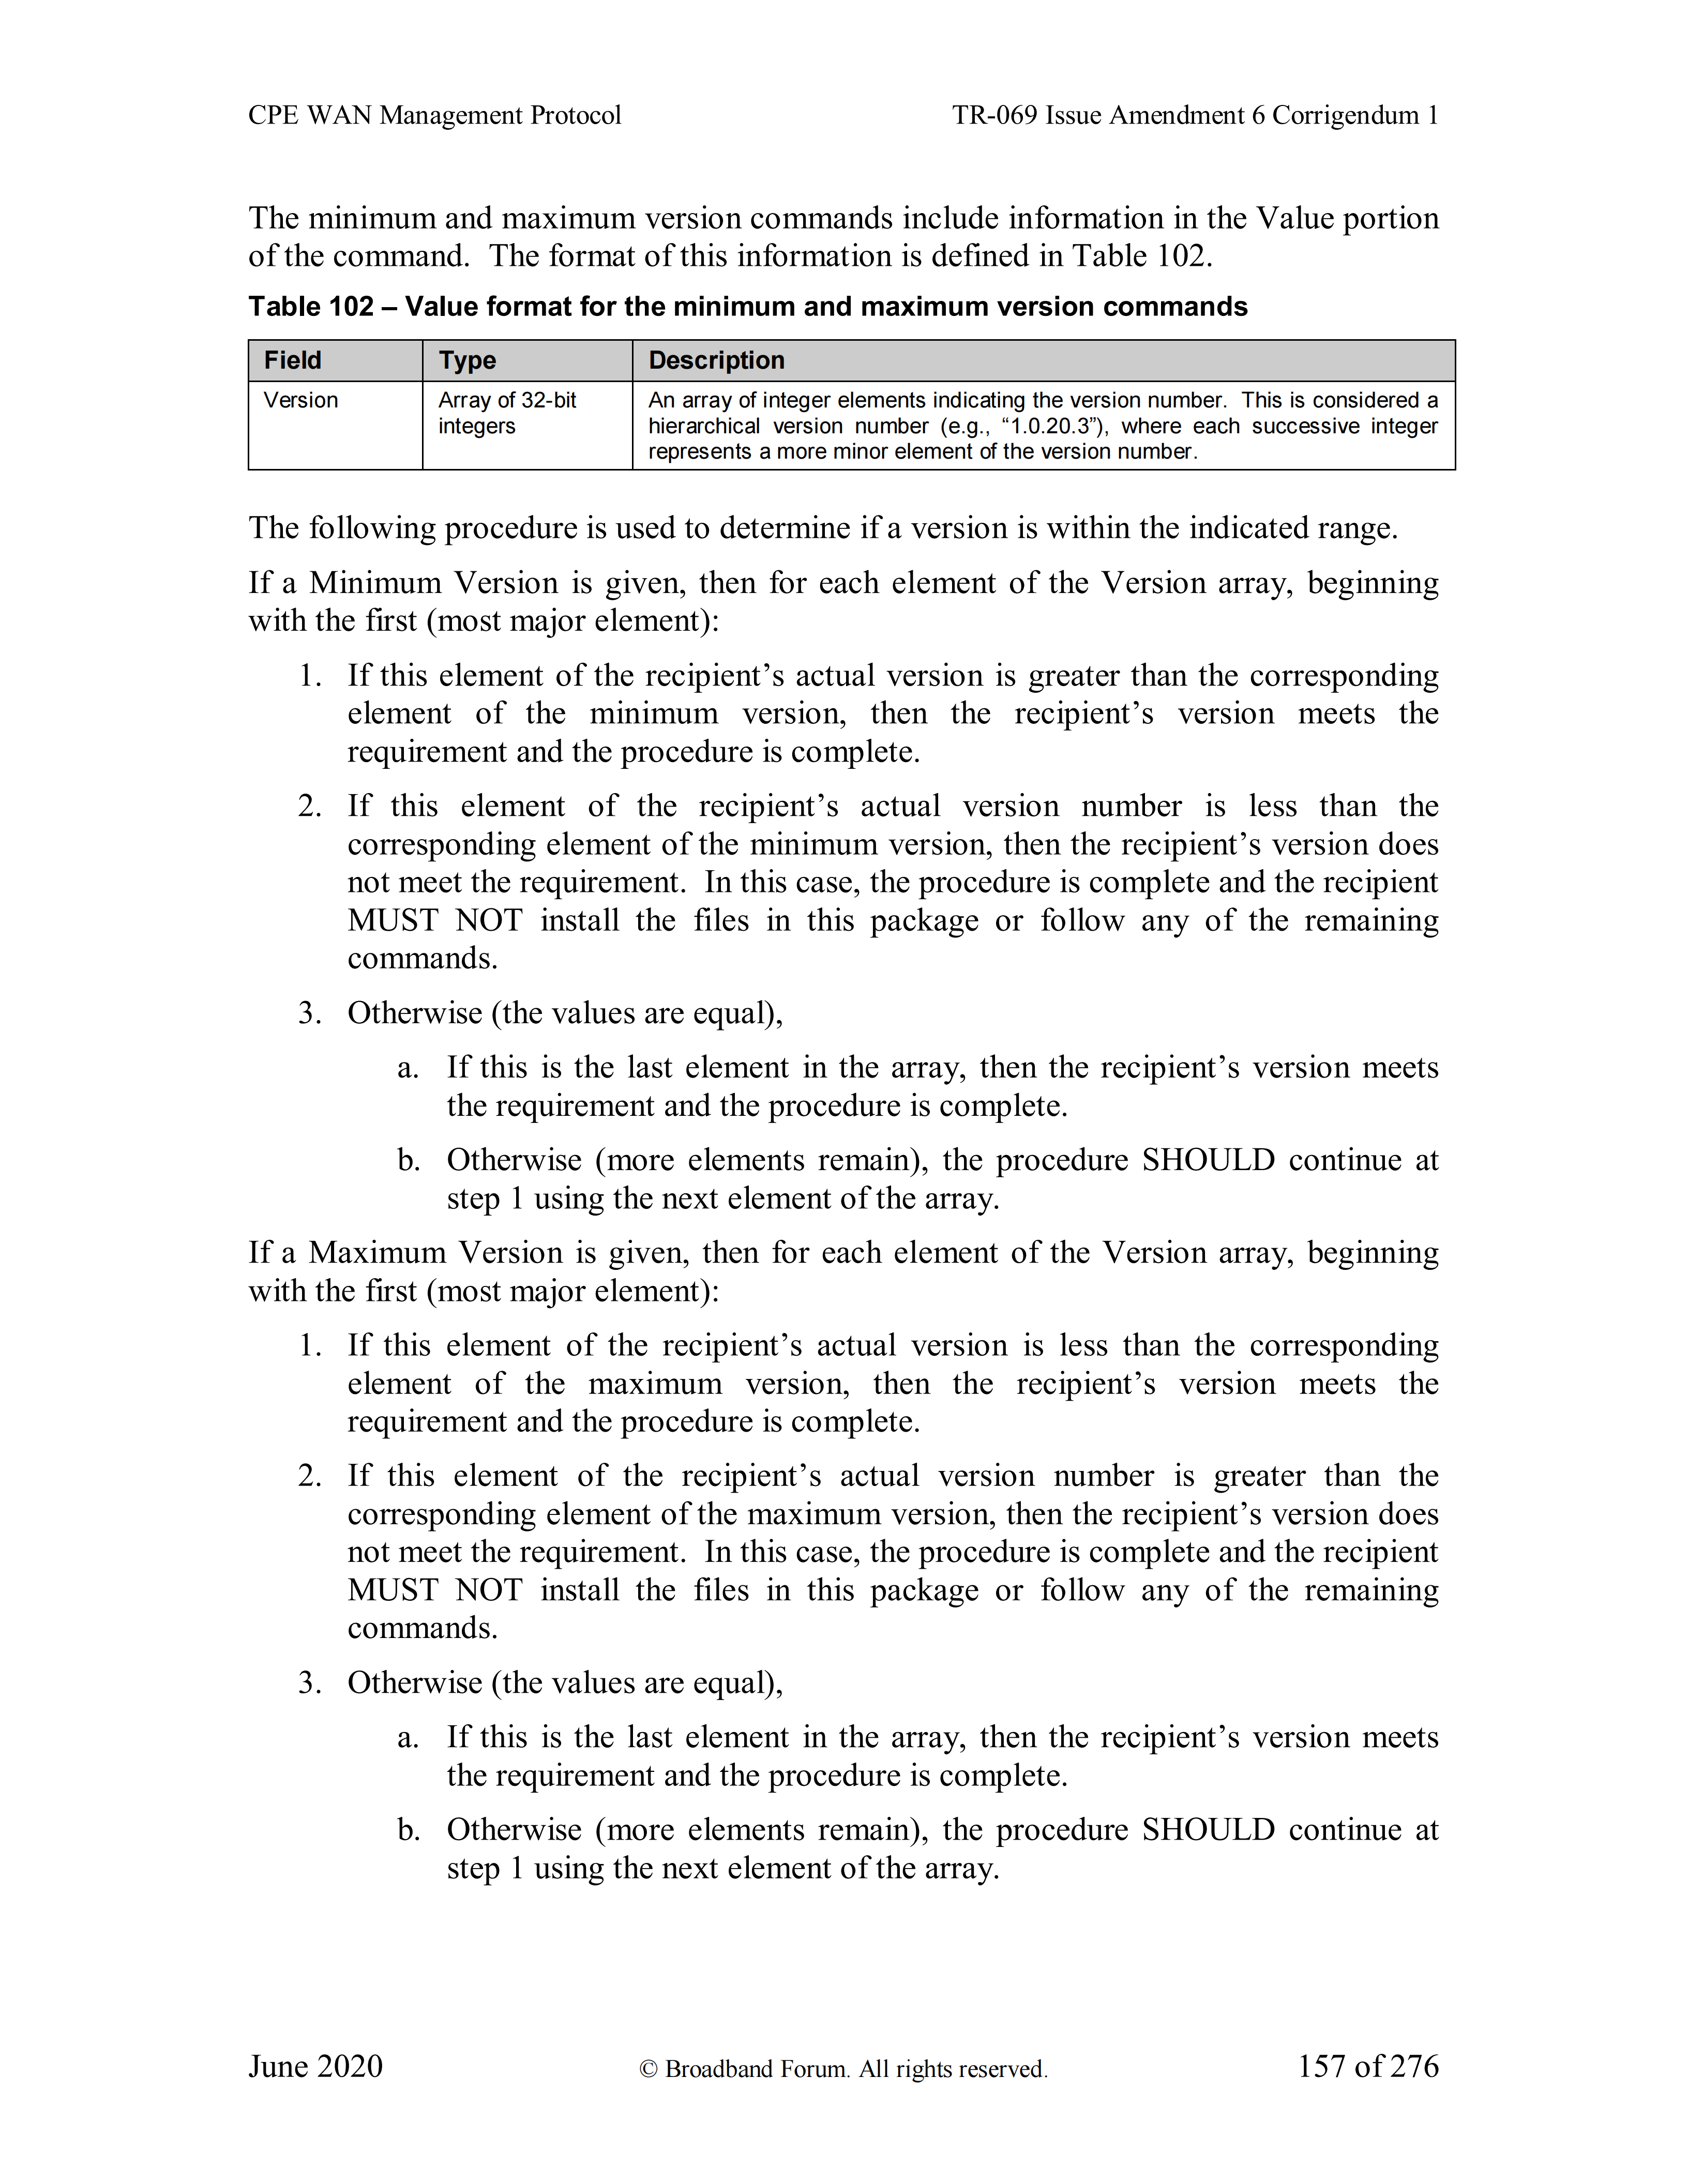 CPE WAN Management Protocol TR-069 Issue Amendment 6 Corrigendum 1
The minimum and maximum version commands include information in the Value portion
of the command.  The format of this information is defined in Table 102.
Table 102 – Value format for the minimum and maximum version commands
Field Type Description
Version Array of 32-bit integers An array of integer elements indicating the version number.  This is considered a
hierarchical version number (e.g., “1.0.20.3”), where each successive integer
represents a more minor element of the version number.
The following procedure is used to determine if a version is within the indicated range.
If a Minimum Version is given, then for each element of the Version array, beginning
with the first (most major element):
1. If this element of the recipient’s actual version is greater than the corresponding
element of the minimum version, then the recipient’s version meets the
requirement and the procedure is complete.
2. If this element of the recipient’s actual version number is less than the
corresponding element of the minimum version, then the recipient’s version does
not meet the requirement.  In this case, the procedure is complete and the recipient
MUST NOT install the files in this package or follow any of the remaining
commands.
3. Otherwise (the values are equal),
a. If this is the last element in the array, then the recipient’s version meets
the requirement and the procedure is complete.
b. Otherwise (more elements remain), the procedure SHOULD continue at
step 1 using the next element of the array.
If a Maximum Version is given, then for each element of the Version array, beginning
with the first (most major element):
1. If this element of the recipient’s actual version is less than the corresponding
element of the maximum version, then the recipient’s version meets the
requirement and the procedure is complete.
2. If this element of the recipient’s actual version number is greater than the
corresponding element of the maximum version, then the recipient’s version does
not meet the requirement.  In this case, the procedure is complete and the recipient
MUST NOT install the files in this package or follow any of the remaining
commands.
3. Otherwise (the values are equal),
a. If this is the last element in the array, then the recipient’s version meets
the requirement and the procedure is complete.
b. Otherwise (more elements remain), the procedure SHOULD continue at
step 1 using the next element of the array.
June 2020 © Broadband Forum. All rights reserved. 157 of 276